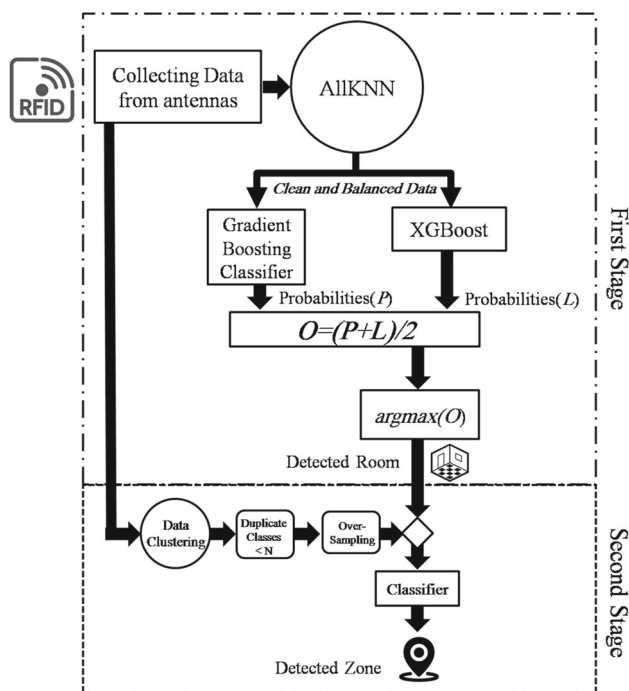 RFID
Collecting Data
from antennas
AllKNN
Clean and Balanced Data
Gradient
Boosting
Classifier
XGBoost
Probabilities(P)
Probabilities(L)
O=(P+L)/2
argmax(O)
Detected Room
First Stage
Data
Clustering
Duplicate
Classes
< N
Over-
Sampling
Classifier
Detected Zone
Second Stage